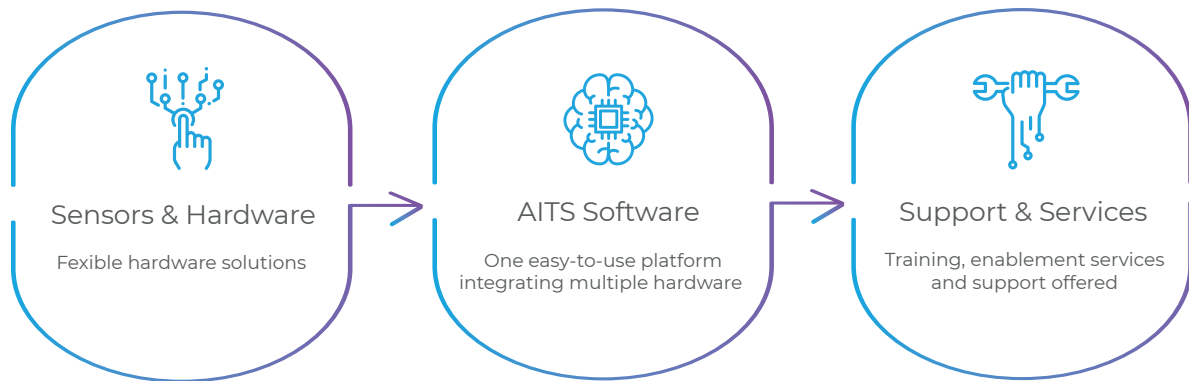 Sensors & Hardware
Fexible hardware solutions
AITS Software
One easy-to-use platform
integrating multiple hardware
Support & Services
Training, enablement services
and support offered